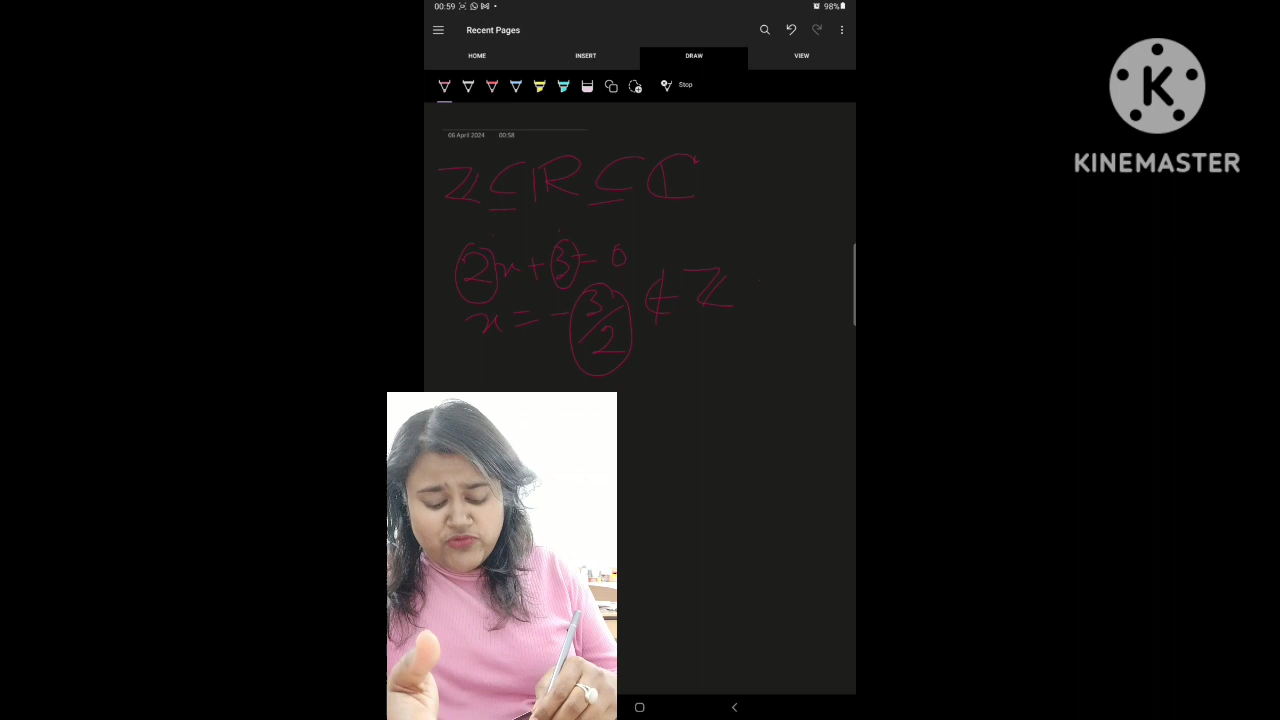 00:59
98%
Recent Pages
HOME INSERT DRAW VIEW
Stop
06 April 2024 00:58
ℤ ⊆ ℝ ⊆ ℂ
2x + 3 = 0
x = -3/2 ∉ ℤ
K
KINEMASTER